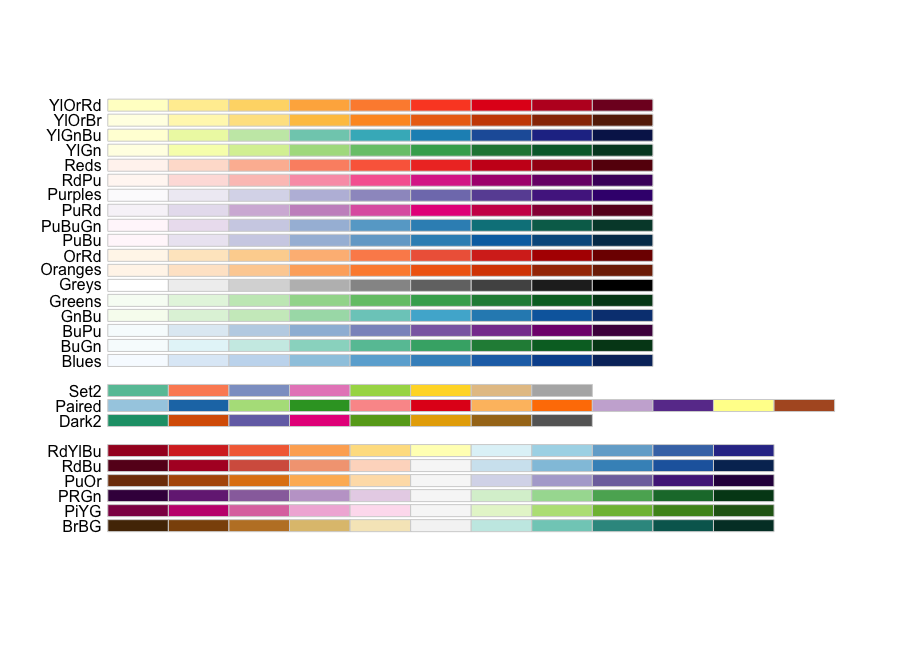 YlOrRd
YlOrBr
YlGnBu
YlGn
Reds
RdPu
Purples
PuRd
PuBuGn
PuBu
OrRd
Oranges
Greys
Greens
GnBu
BuPu
BuGn
Blues
Set2
Paired
Dark2
RdYlBu
RdBu
PuOr
PRGn
PiYG
BrBG